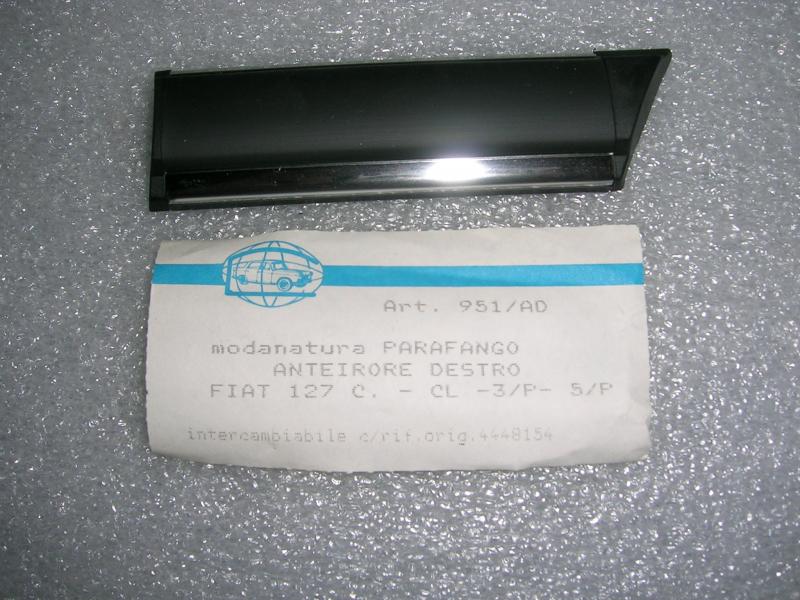 Art. 951/AD
modanatura PARAFANGO
ANTEIRORE DESTRO
FIAT 127 C. - CL -3/P- 5/P
intercambiabile c/rif.orig.4448154